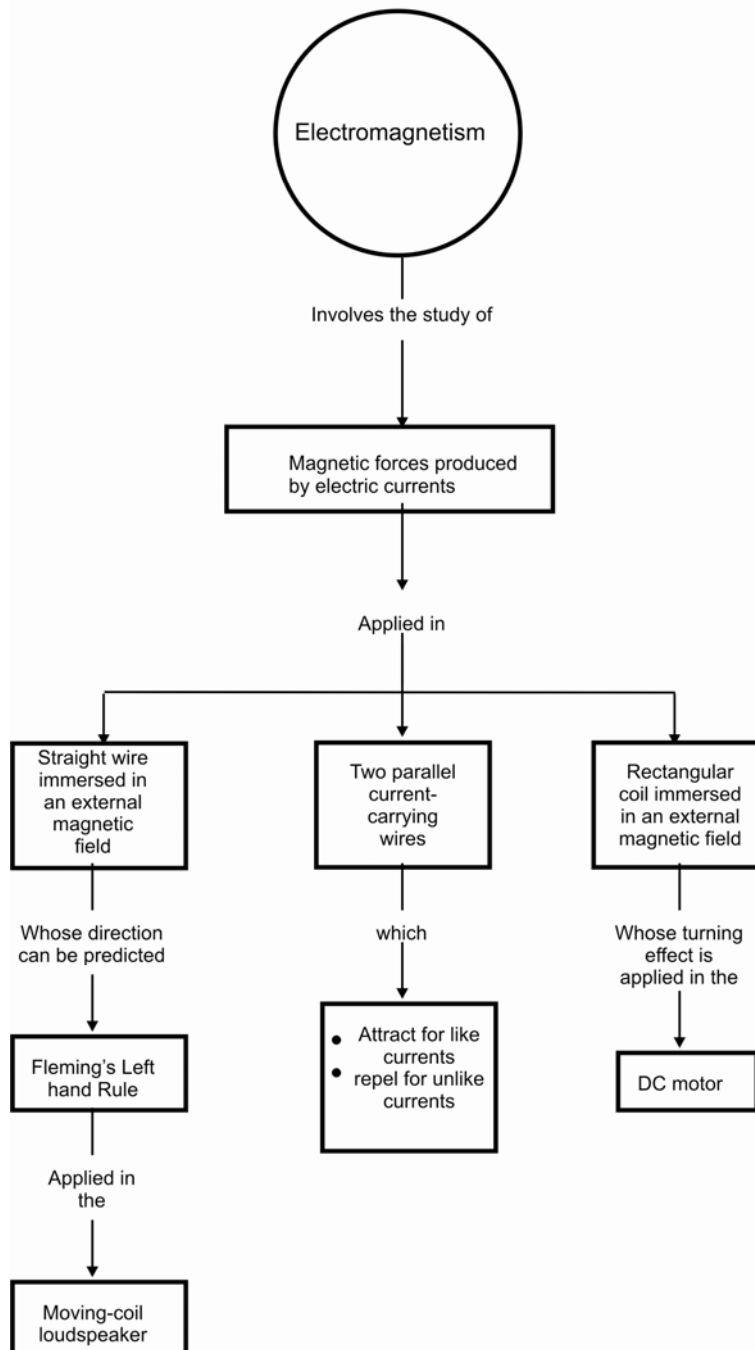 Electromagnetism
Involves the study of
Magnetic forces produced
by electric currents
Applied in
Straight wire
immersed in
an external
magnetic
field
Two parallel
current-
carrying
wires
Rectangular
coil immersed
in an external
magnetic field
Whose direction
can be predicted
which
Whose turning
effect is
applied in the
Fleming's Left
hand Rule
• Attract for like
currents
• repel for unlike
currents
DC motor
Applied in
the
Moving-coil
loudspeaker